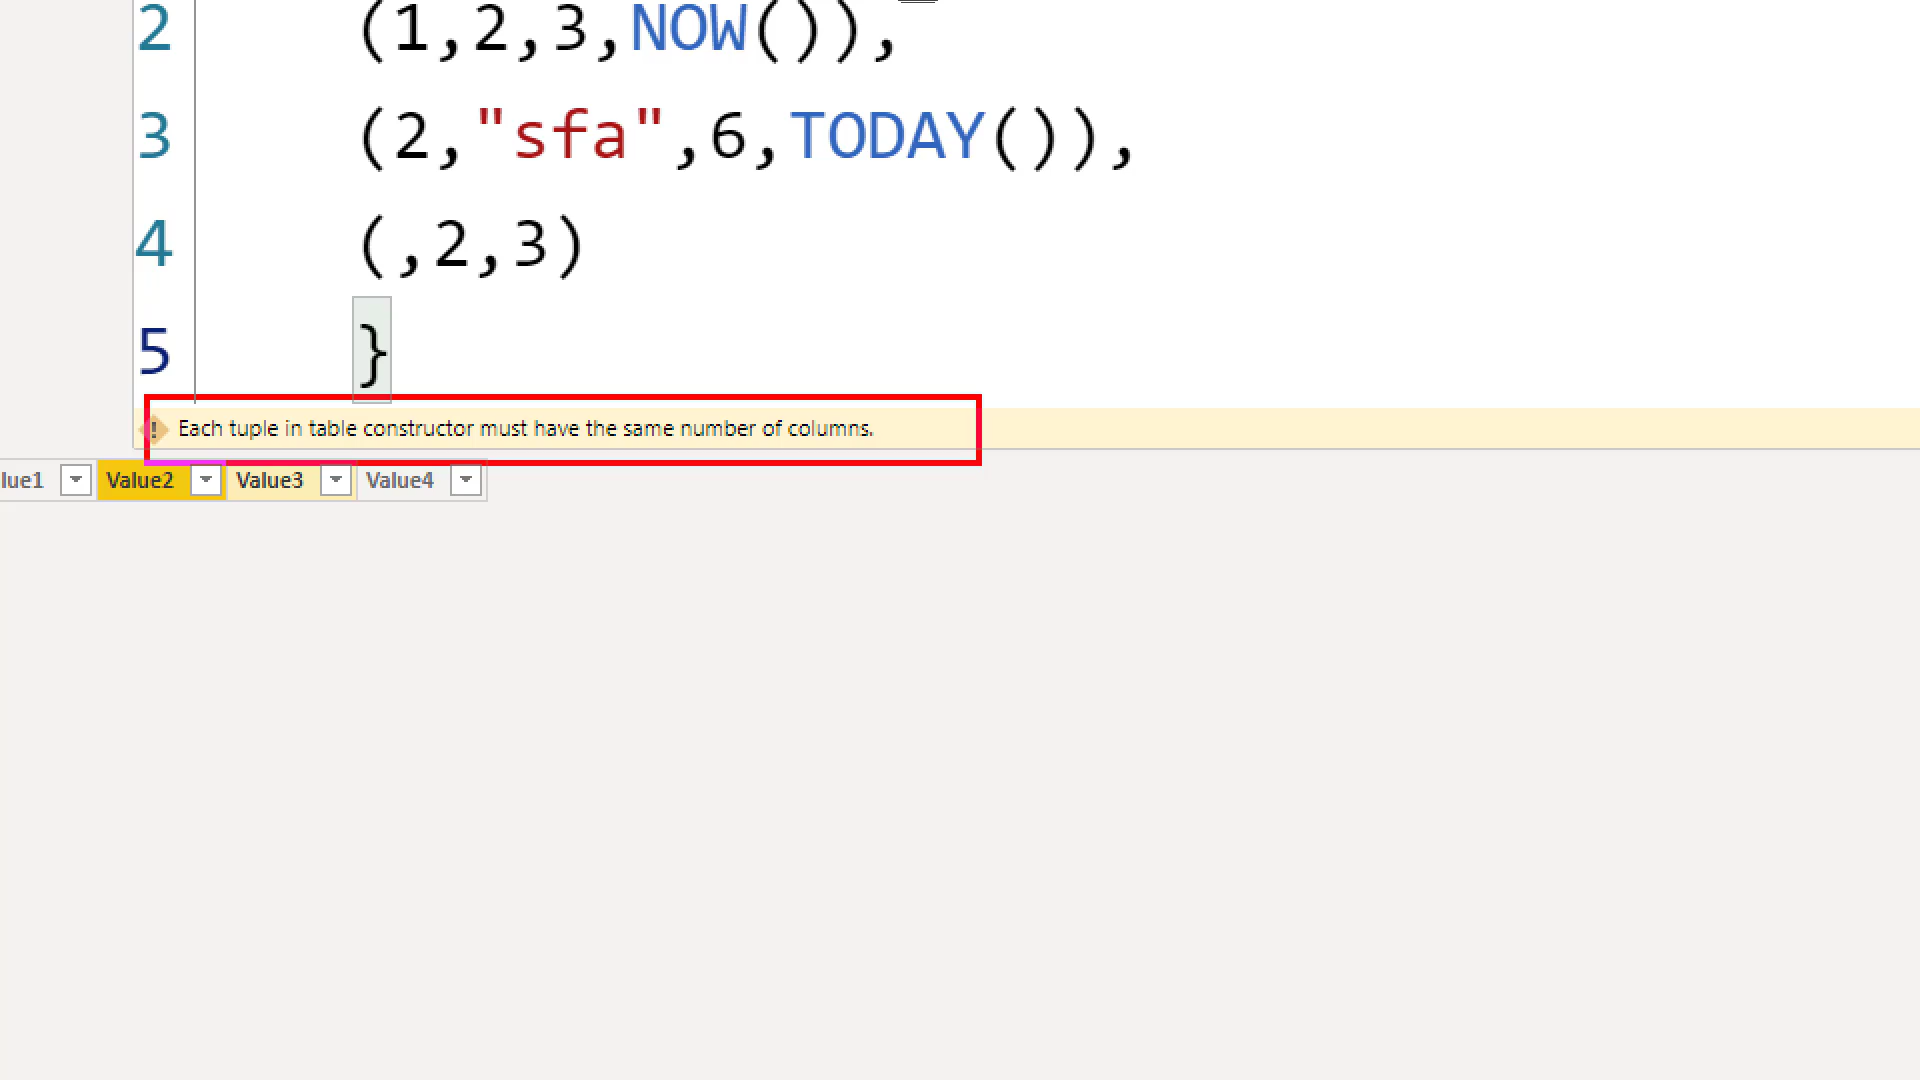 2 (1,2,3,NOW()),
3 (2,"sfa",6,TODAY()),
4 (,2,3)
5 }
! Each tuple in table constructor must have the same number of columns.
lue1 Value2 Value3 Value4